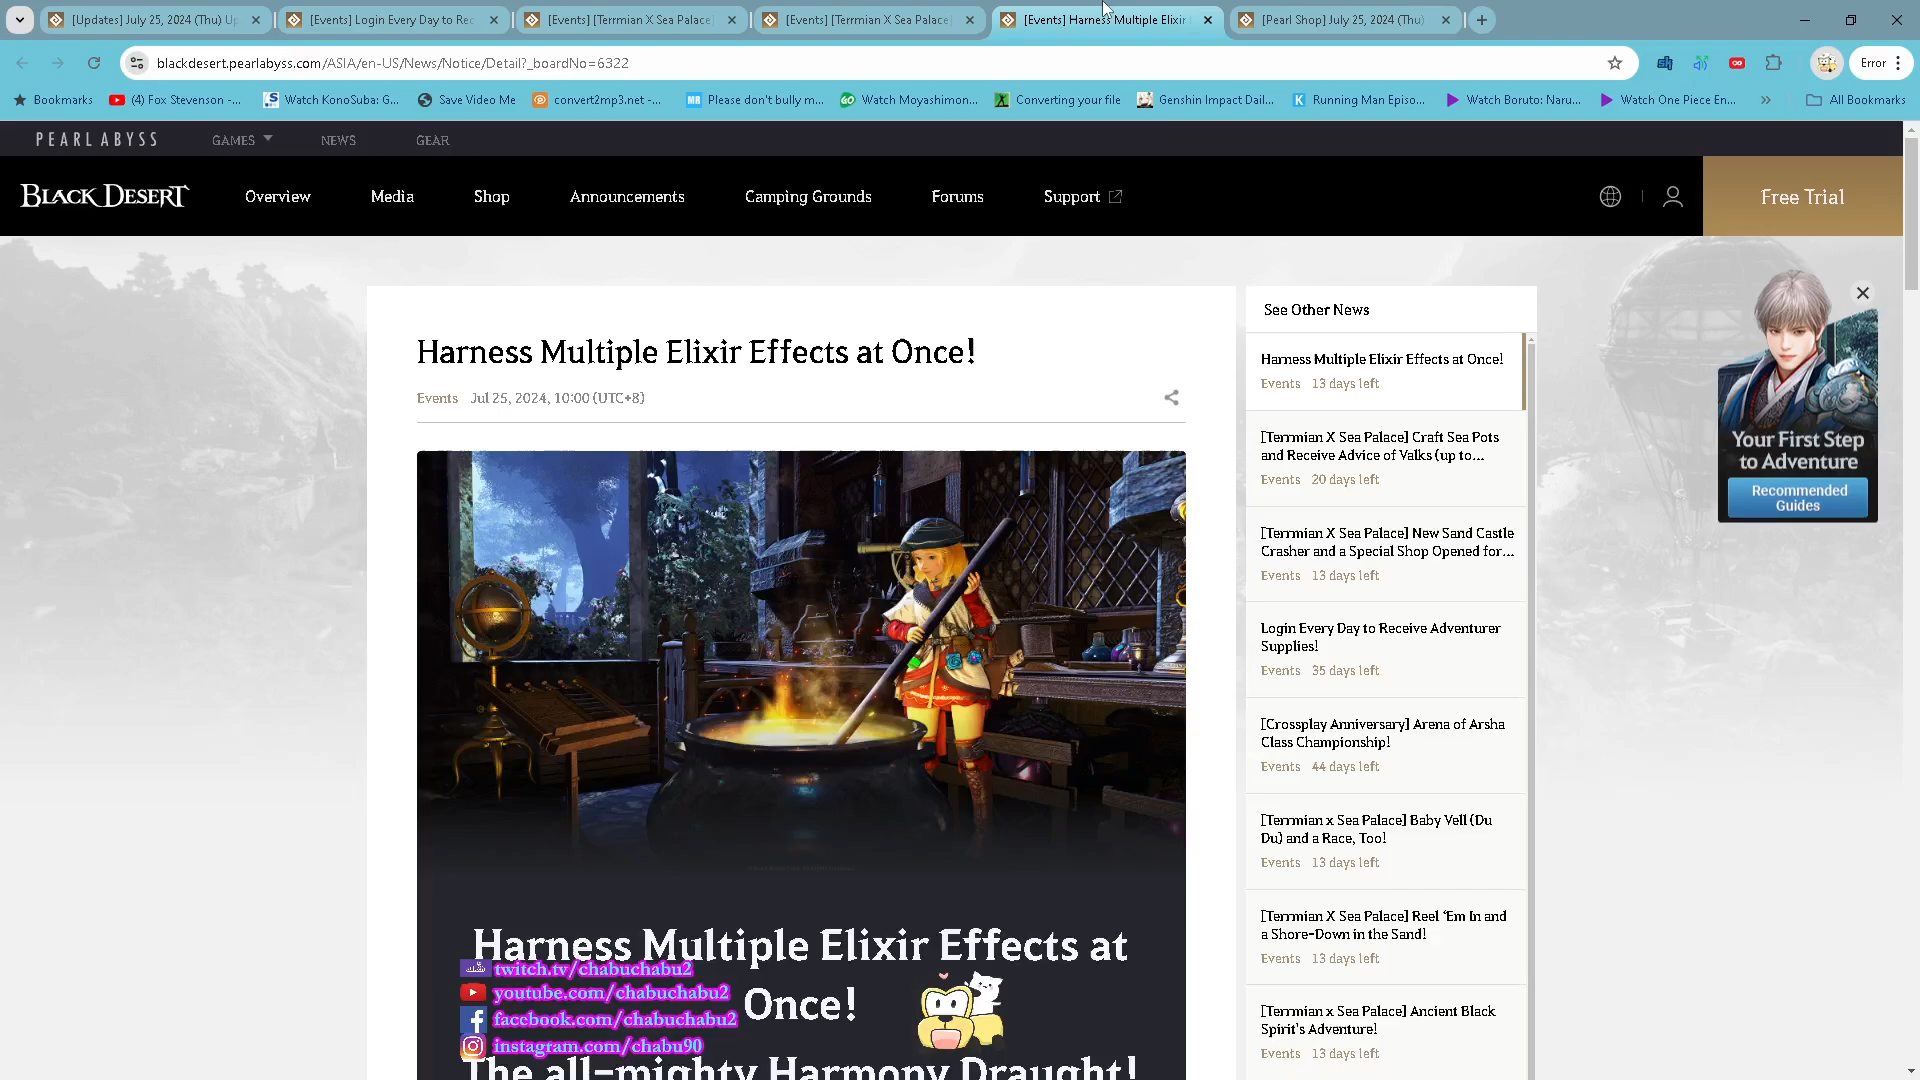 [Updates] July 25, 2024 (Thu) Up
[Events] Login Every Day to Rec
[Events] [Terrmian X Sea Palace]
[Events] [Terrmian X Sea Palace]
[Events] Harness Multiple Elixir
[Pearl Shop] July 25, 2024 (Thu)
blackdesert.pearlabyss.com/ASIA/en-US/News/Notice/Detail?_boardNo=6322
Error
Bookmarks
(4) Fox Stevenson -...
Watch KonoSuba: G...
Save Video Me
convert2mp3.net -...
Please don't bully m...
Watch Moyashimon...
Converting your file
Genshin Impact Dail...
Running Man Episo...
Watch Boruto: Naru...
Watch One Piece En...
All Bookmarks
PEARL ABYSS
GAMES
NEWS
GEAR
BLACK DESERT
Overview
Media
Shop
Announcements
Camping Grounds
Forums
Support
Free Trial
Harness Multiple Elixir Effects at Once!
Events Jul 25, 2024, 10:00 (UTC+8)
Harness Multiple Elixir Effects at
Once!
The all-mighty Harmony Draught!
twitch.tv/chabuchabu2
youtube.com/chabuchabu2
facebook.com/chabuchabu2
instagram.com/chabu90
See Other News
Harness Multiple Elixir Effects at Once!
Events 13 days left
[Terrmian X Sea Palace] Craft Sea Pots
and Receive Advice of Valks (up to...
Events 20 days left
[Terrmian X Sea Palace] New Sand Castle
Crasher and a Special Shop Opened for...
Events 13 days left
Login Every Day to Receive Adventurer
Supplies!
Events 35 days left
[Crossplay Anniversary] Arena of Arsha
Class Championship!
Events 44 days left
[Terrmian x Sea Palace] Baby Vell (Du
Du) and a Race, Too!
Events 13 days left
[Terrmian X Sea Palace] Reel 'Em In and
a Shore-Down in the Sand!
Events 13 days left
[Terrmian x Sea Palace] Ancient Black
Spirit's Adventure!
Events 13 days left
Your First Step
to Adventure
Recommended
Guides